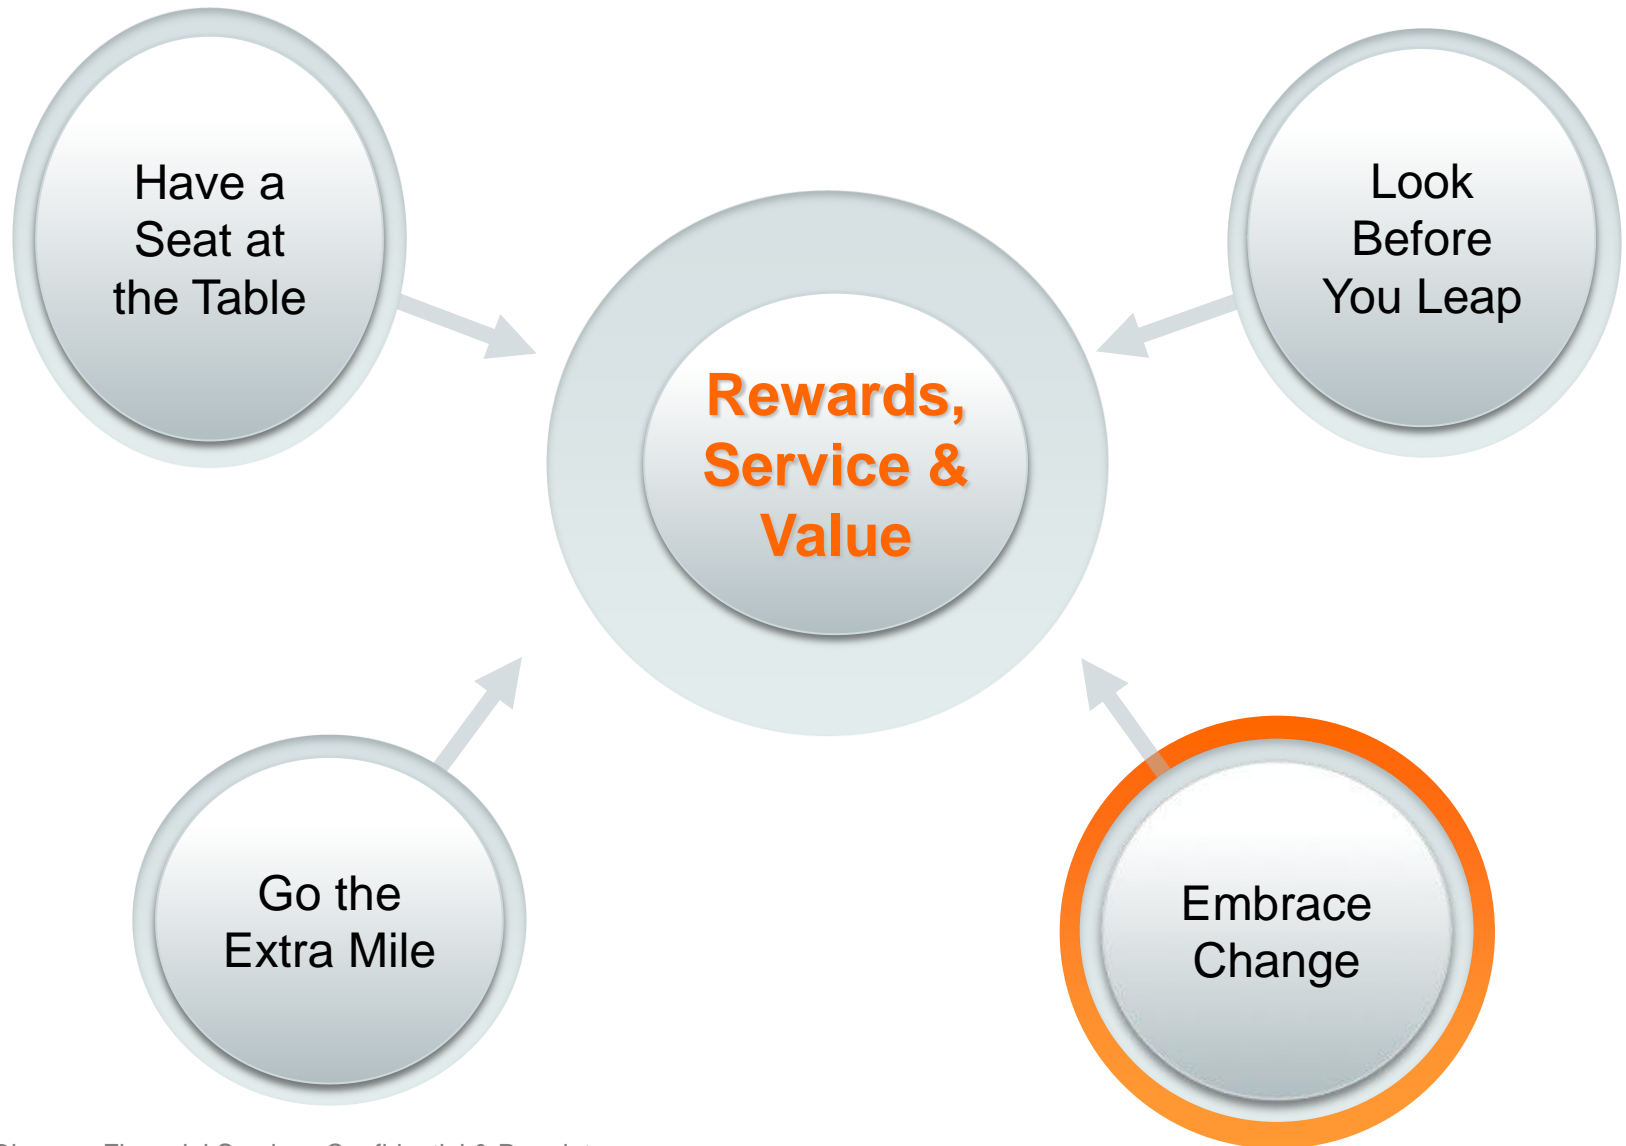 Have a
Seat at
the Table
Look
Before
You Leap
Rewards,
Service &
Value
Go the
Extra Mile
Embrace
Change